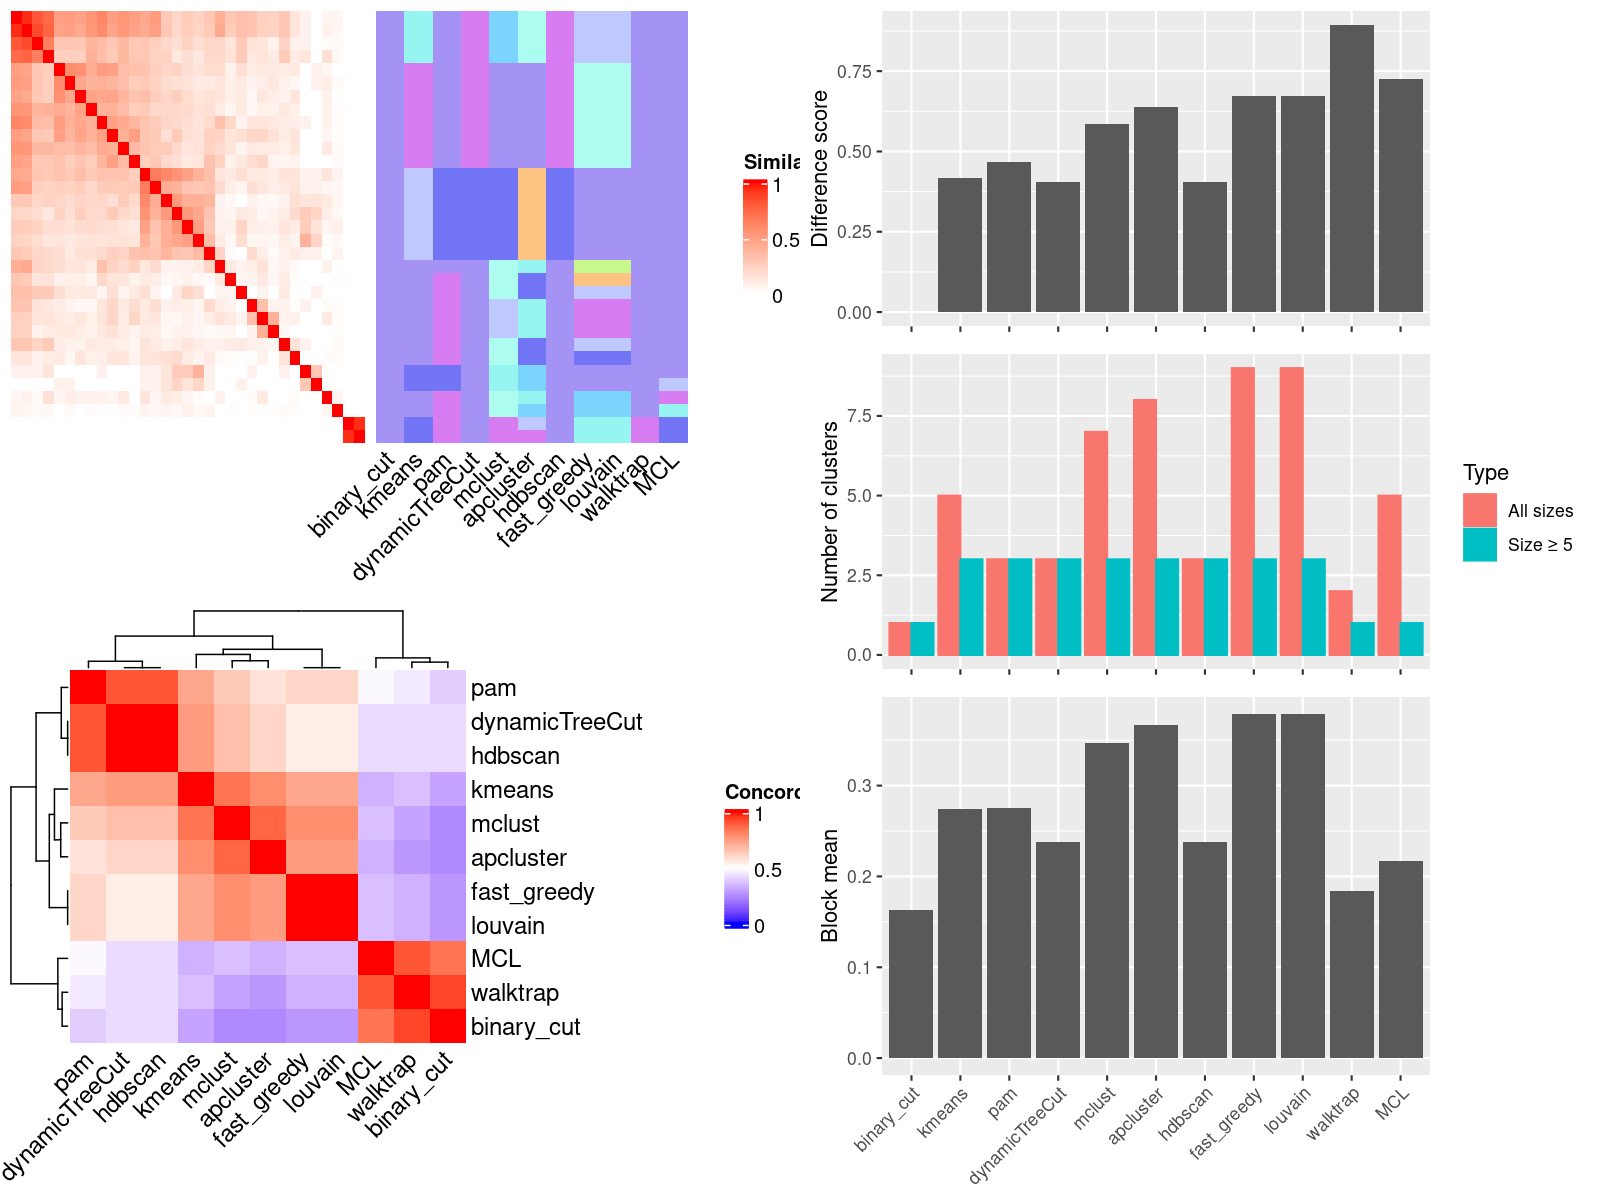 Simila
1
0.5
0
binary_cut
kmeans
pam
dynamicTreeCut
mclust
apcluster
hdbscan
fast_greedy
louvain
walktrap
MCL
pam
dynamicTreeCut
hdbscan
kmeans
mclust
apcluster
fast_greedy
louvain
MCL
walktrap
binary_cut
pam
dynamicTreeCut
hdbscan
kmeans
mclust
apcluster
fast_greedy
louvain
MCL
walktrap
binary_cut
Concord
1
0.5
0
Difference score
0.75
0.50
0.25
0.00
Number of clusters
7.5
5.0
2.5
0.0
Type
All sizes
Size ≥ 5
Block mean
0.3
0.2
0.1
0.0
binary_cut
kmeans
pam
dynamicTreeCut
mclust
apcluster
hdbscan
fast_greedy
louvain
walktrap
MCL